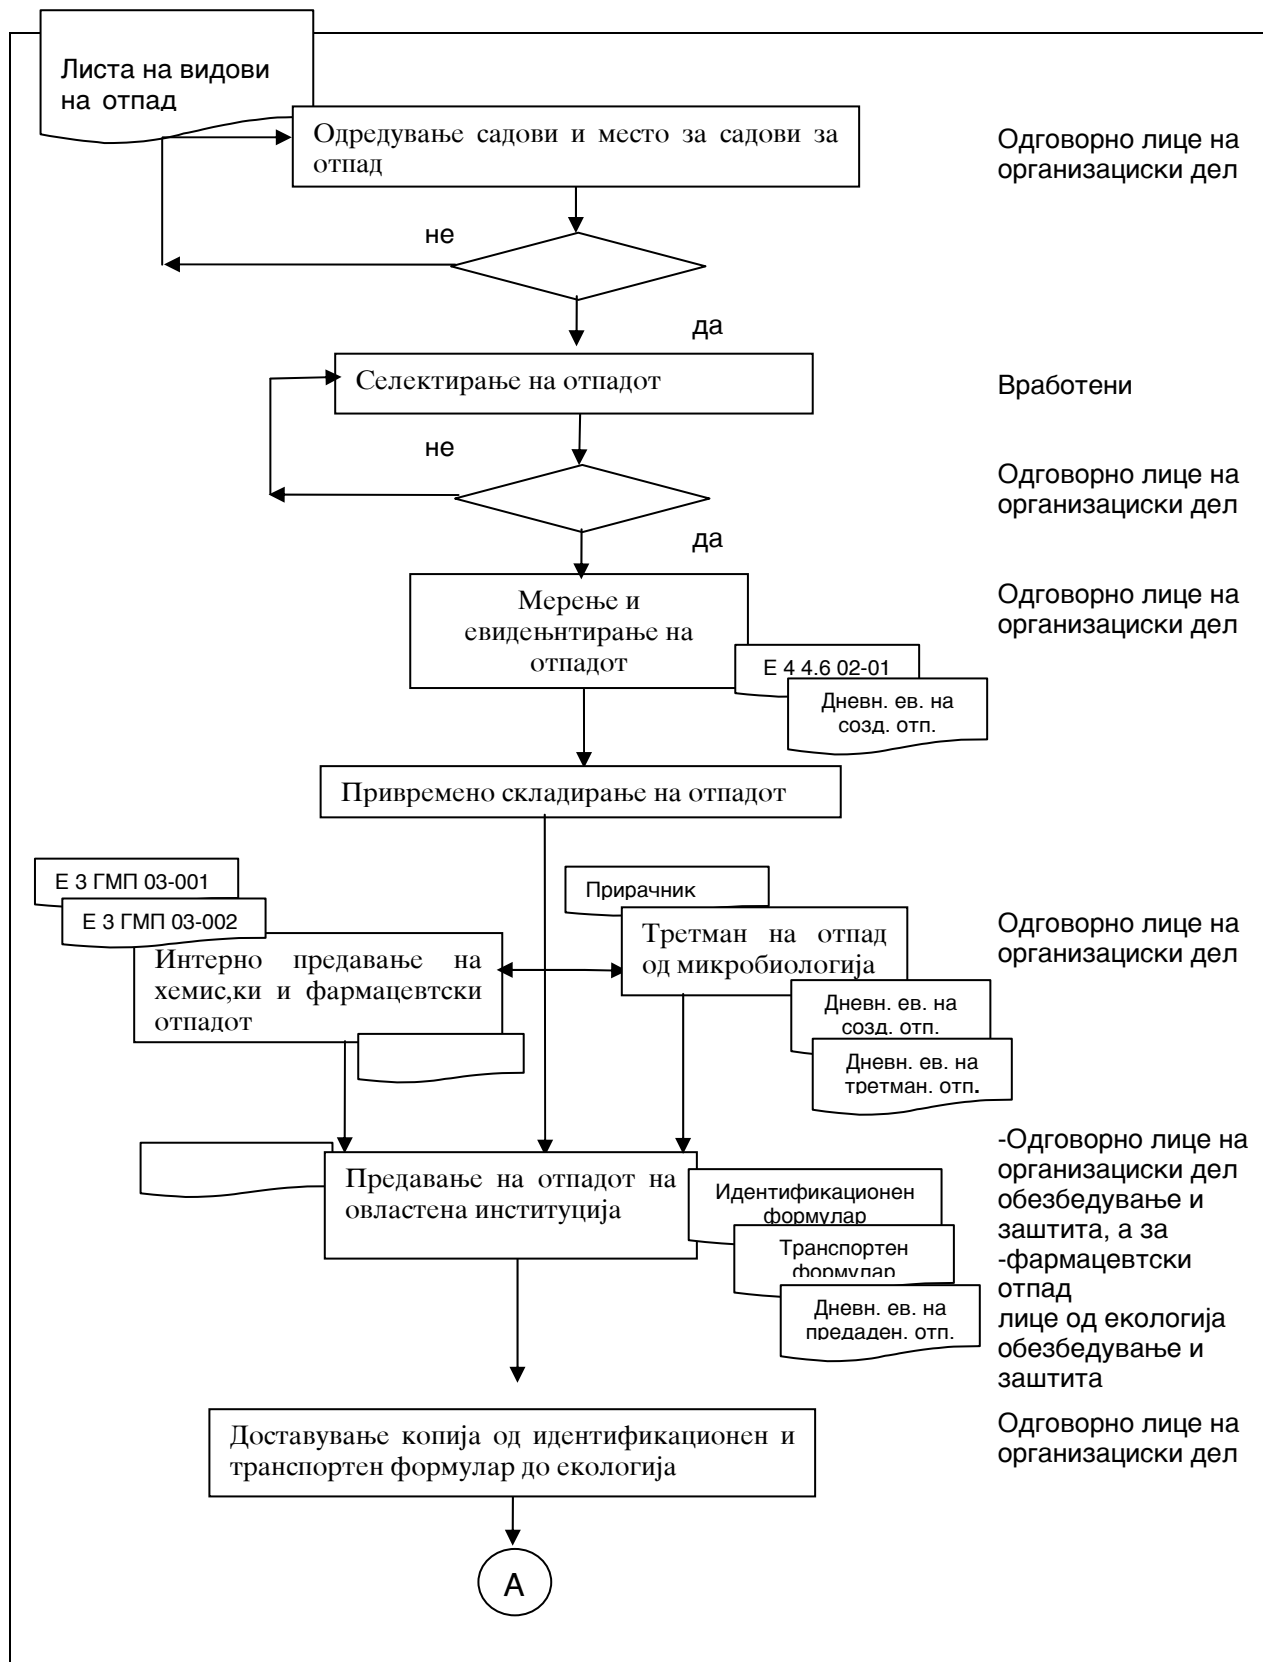 Листа на видови
на отпад
Одредување садови и место за садови за
отпад
Одговорно лице на
организациски дел
не
да
Селектирање на отпадот
Вработени
не
Одговорно лице на
организациски дел
да
Мерење и
евидењнтирање на
отпадот
Одговорно лице на
организациски дел
Е 4 4.6 02-01
Дневн. ев. на
созд. отп.
Привремено складирање на отпадот
Е 3 ГМП 03-001
Е 3 ГМП 03-002
Интерно предавање на
хемис,ки и фармацевтски
отпадот
Прирачник
Третман на отпад
од микробиологија
Одговорно лице на
организациски дел
Дневн. ев. на
созд. отп.
Дневн. ев. на
третман. отп.
Предавање на отпадот на
овластена институција
Идентификационен
формулар
Транспортен
формулар
Дневн. ев. на
предаден. отп.
-Одговорно лице на
организациски дел
обезбедување и
заштита, а за
-фармацевтски
отпад
лице од екологија
обезбедување и
заштита
Доставување копија од идентификационен и
транспортен формулар до екологија
Одговорно лице на
организациски дел
А